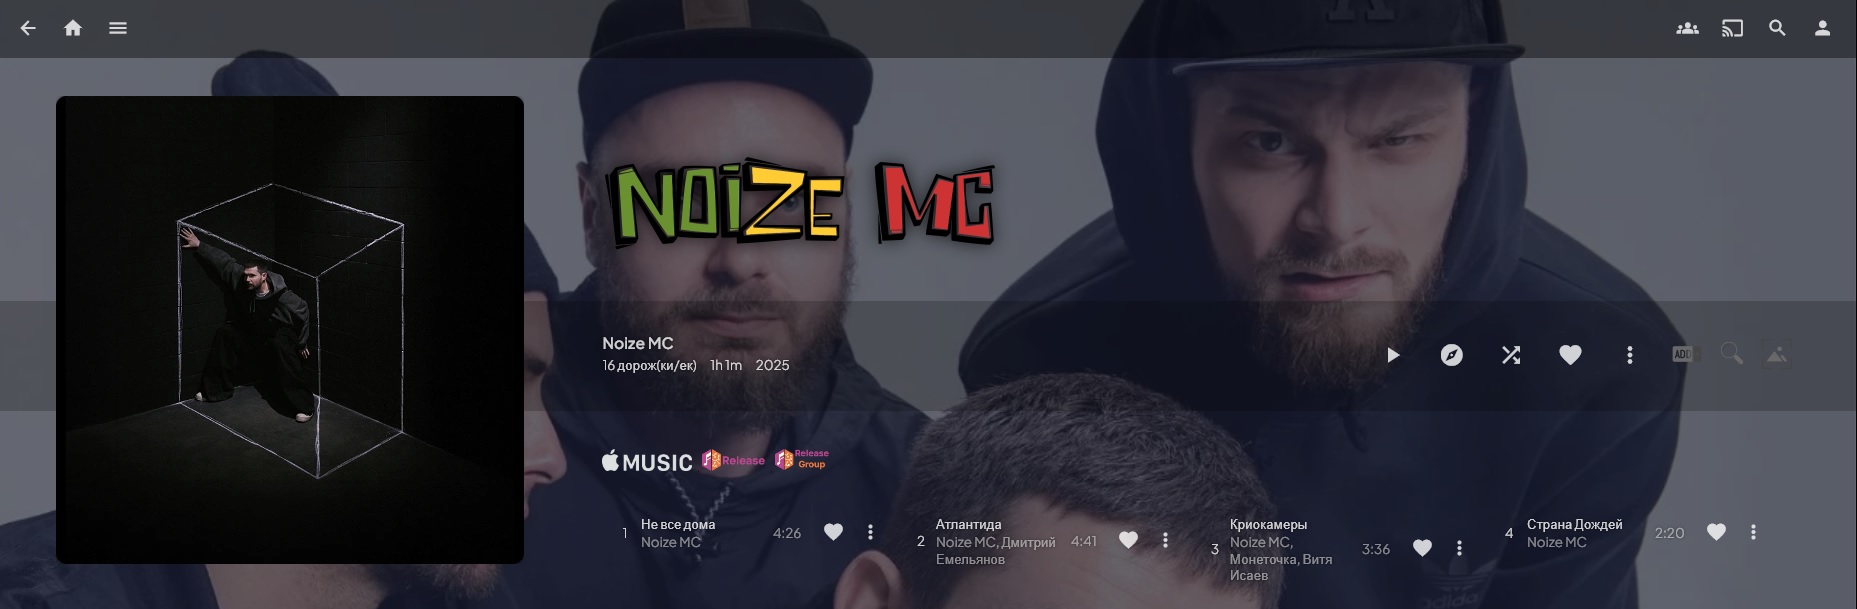 NOiZE MC
Noize MC
16 дорож(ки/ек) 1h 1m 2025
ADD
MUSIC Release Release
Group
1 Не все дома 4:26
Noize MC
2 Атлантида 4:41
Noize MC, Дмитрий
Емельянов
3 Криокамеры 3:36
Noize MC,
Монеточка, Витя
Исаев
4 Страна Дождей 2:20
Noize MC
adidas